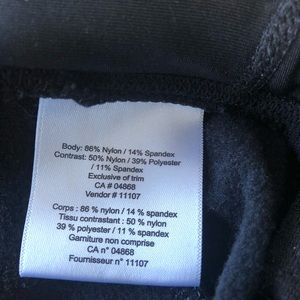 Body: 86% Nylon / 14% Spandex
Contrast: 50% Nylon / 39% Polyester
/ 11% Spandex
Exclusive of trim
CA # 04868
Vendor # 11107
Corps : 86 % nylon / 14 % spandex
Tissu contrastant : 50 % nylon
39 % polyester / 11 % spandex
Garniture non comprise
CA n° 04868
Fournisseur n° 11107